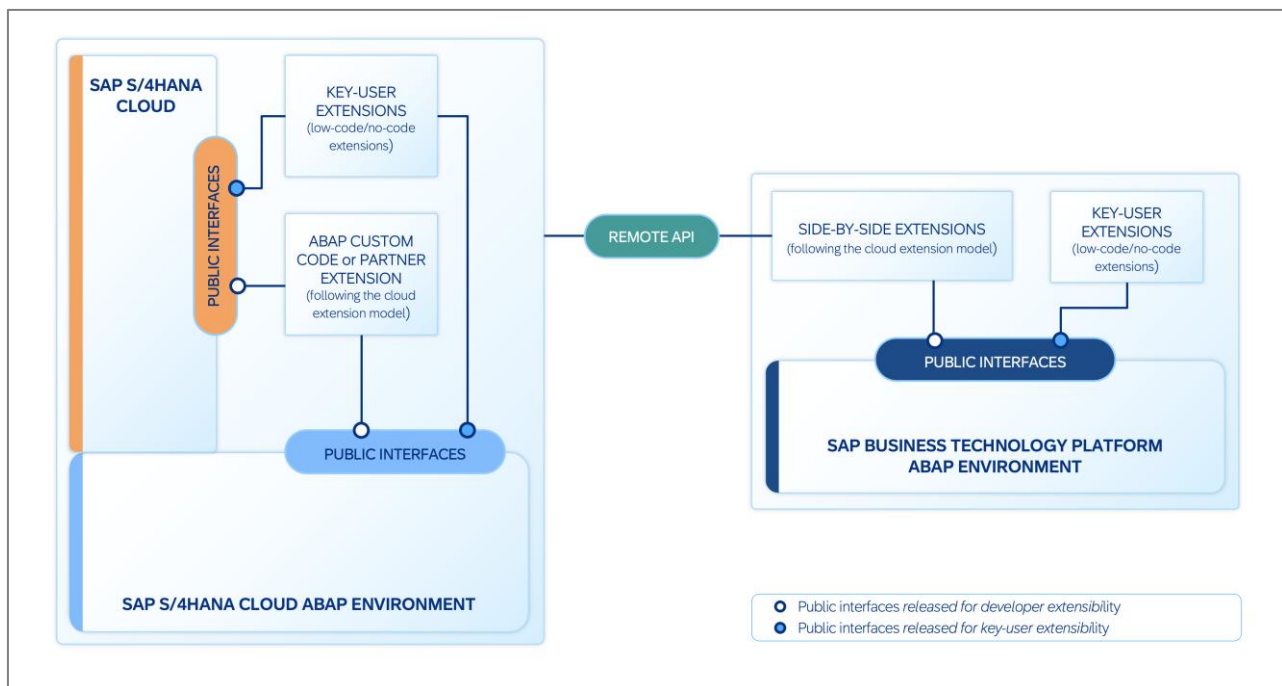 SAP S/4HANA
CLOUD
PUBLIC INTERFACES
KEY-USER
EXTENSIONS
(low-code/no-code
extensions)
ABAP CUSTOM
CODE or PARTNER
EXTENSION
(following the cloud
extension model)
PUBLIC INTERFACES
SAP S/4HANA CLOUD ABAP ENVIRONMENT
REMOTE API
SIDE-BY-SIDE EXTENSIONS
(following the cloud extension model)
KEY-USER
EXTENSIONS
(low-code/no-code
extensions)
PUBLIC INTERFACES
SAP BUSINESS TECHNOLOGY PLATFORM
ABAP ENVIRONMENT
Public interfaces released for developer extensibility
Public interfaces released for key-user extensibility